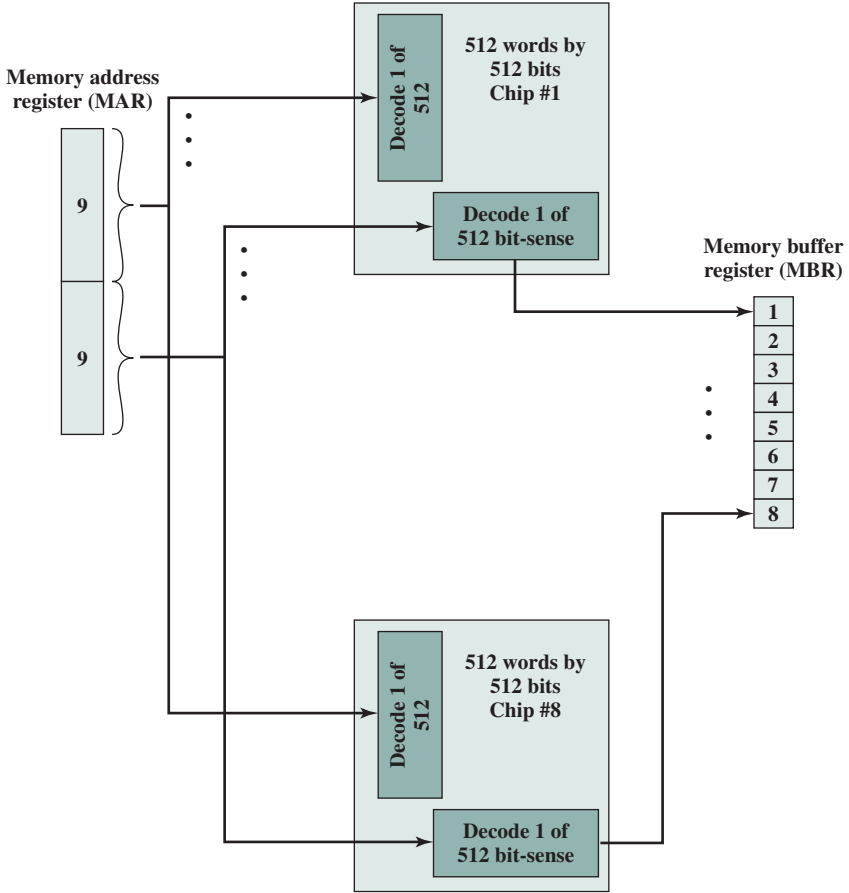 Memory address
register (MAR)
9
9
Decode 1 of
512
512 words by
512 bits
Chip #1
Decode 1 of
512 bit-sense
Memory buffer
register (MBR)
1
2
3
4
5
6
7
8
Decode 1 of
512
512 words by
512 bits
Chip #8
Decode 1 of
512 bit-sense